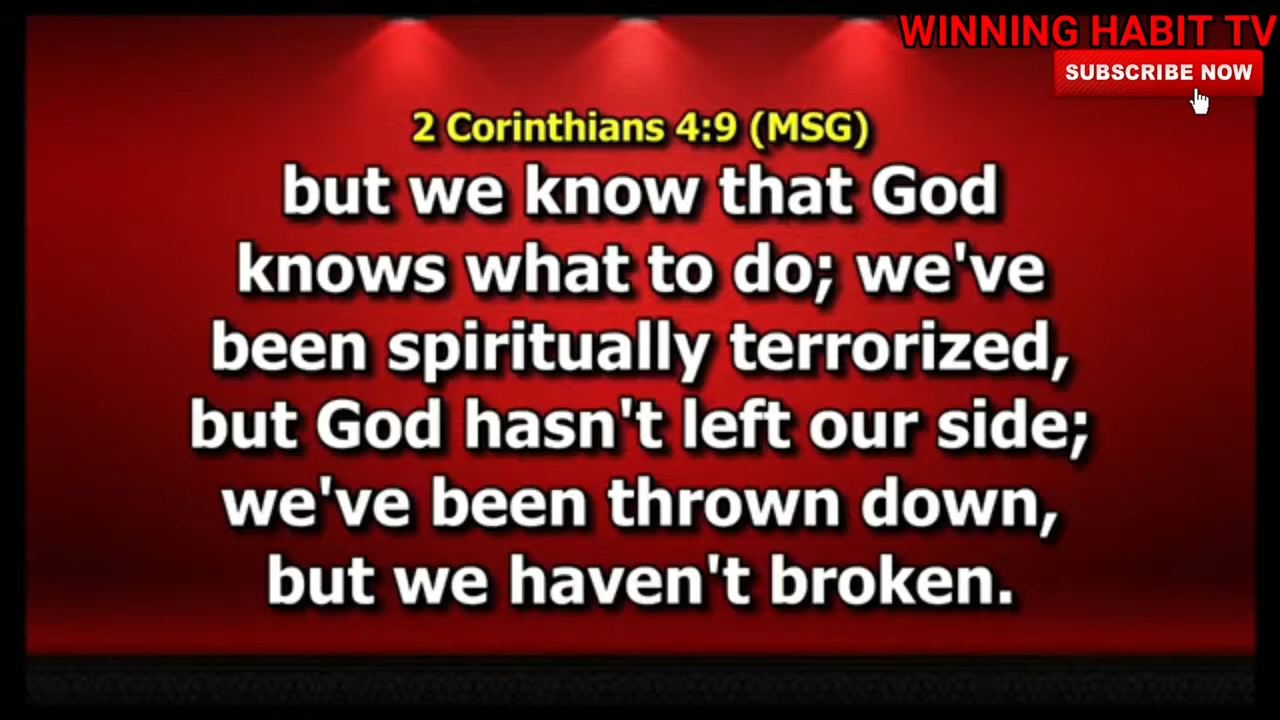 WINNING HABIT TV
SUBSCRIBE NOW
2 Corinthians 4:9 (MSG)
but we know that God
knows what to do; we've
been spiritually terrorized,
but God hasn't left our side;
we've been thrown down,
but we haven't broken.